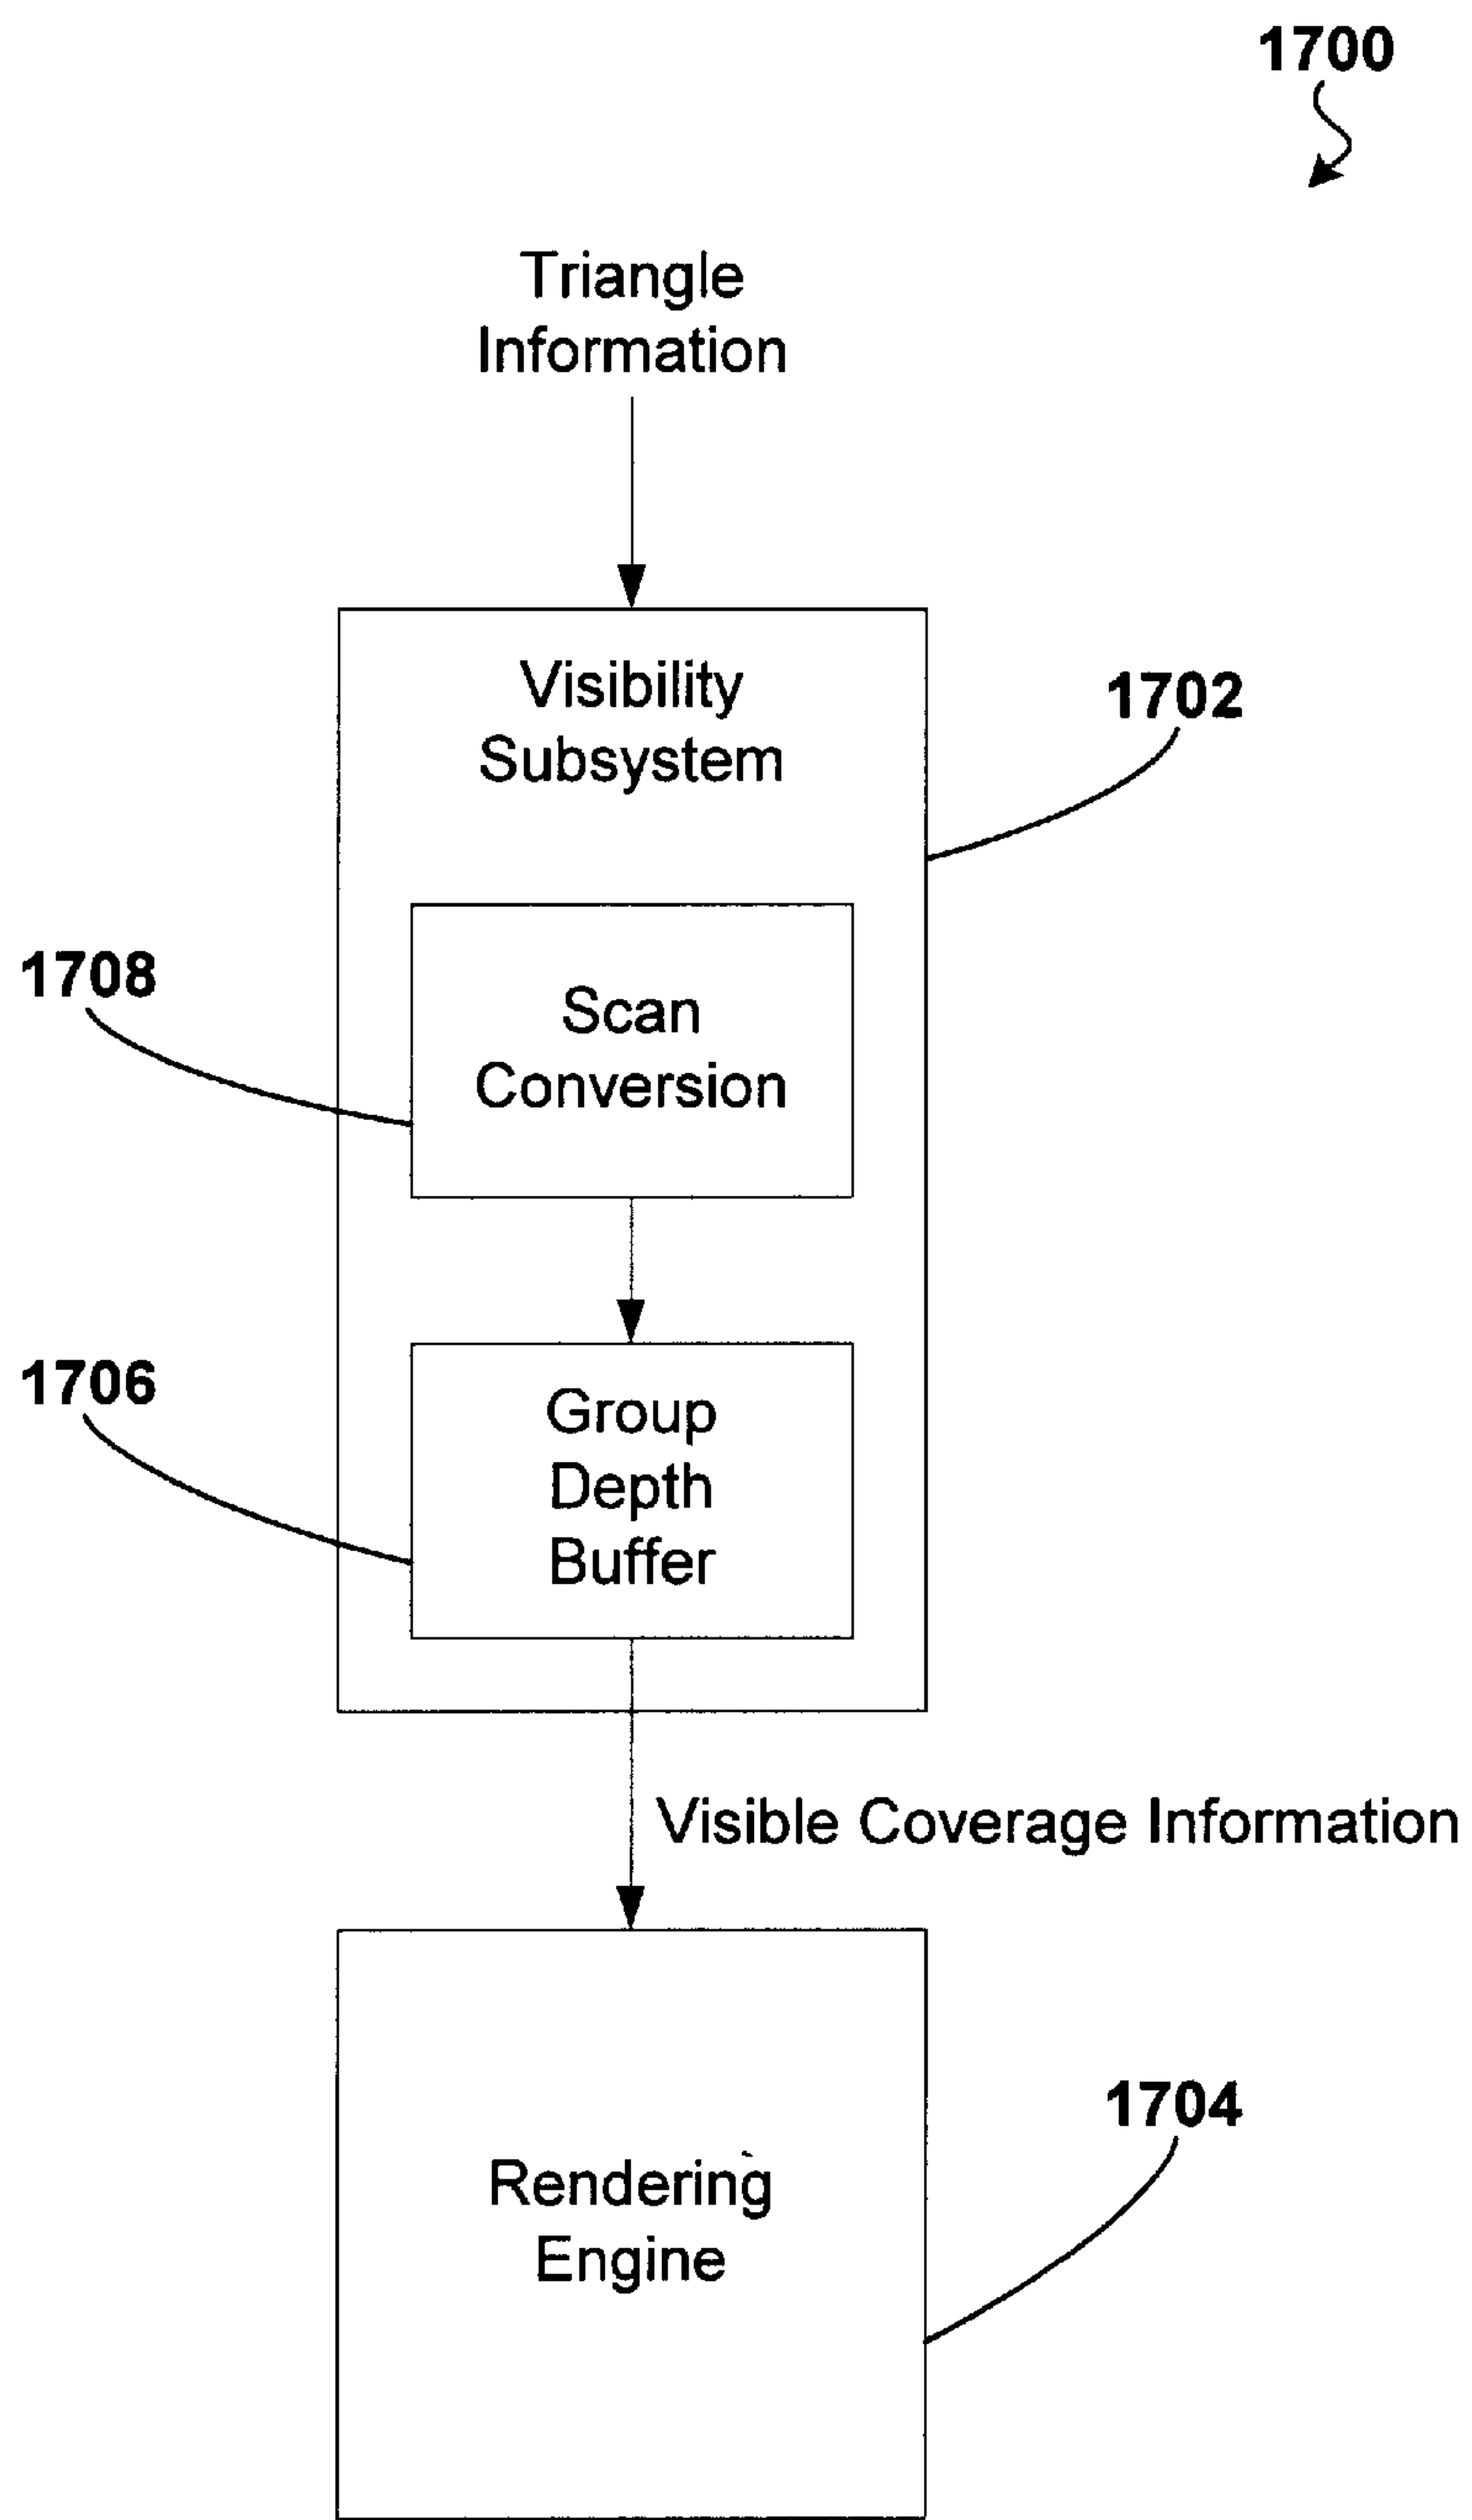 1700
Triangle
Information
Visibility
Subsystem
1702
1708
Scan
Conversion
1706
Group
Depth
Buffer
Visible Coverage Information
1704
Rendering
Engine